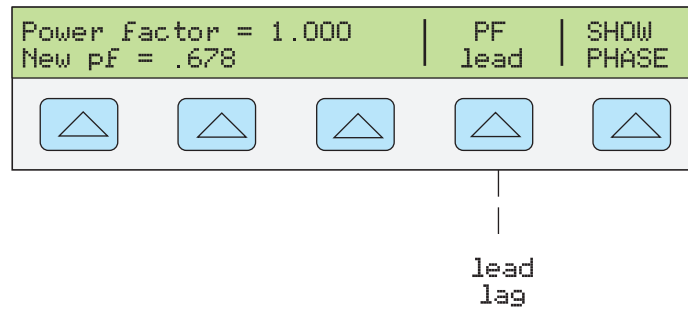 Power factor = 1.000 PF SHOW
New pf = .678 lead PHASE
lead
lag